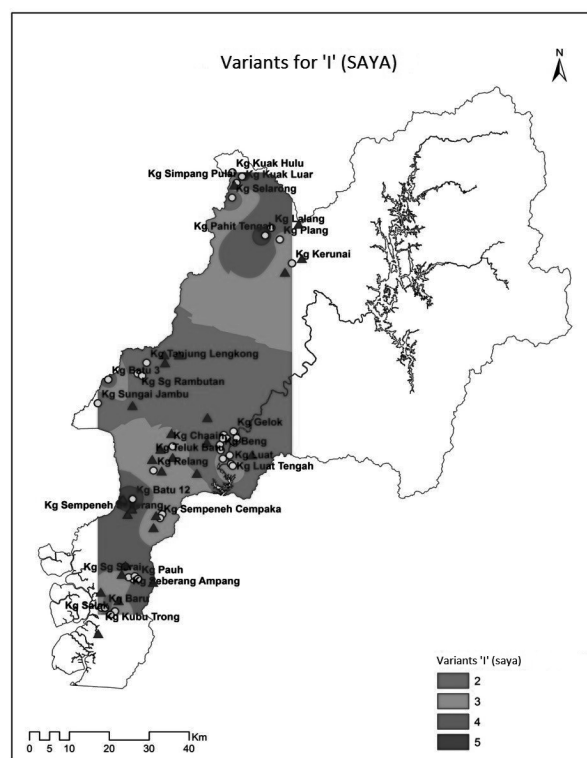 Variants for 'I' (SAYA)
N
Kg Kuak Hulu
Kg Simpang Pulai
Kg Kuak Luar
Kg Selarong
Kg Lalang
Kg Pahit Tengah
Kg Plang
Kg Kerunai
Kg Tanjung Lengkong
Kg Batu 3
Kg Sg Rambutan
Kg Sungai Jambu
Kg Gelok
Kg Chaain
Kg Beng
Kg Teluk Batu
Kg Luat
Kg Relang
Kg Luat Tengah
Kg Batu 12
Kg Sempeneh
Kg Sempeneh Cempaka
Kg Sg
Kg Pauh
Kg Seberang Ampang
Kg Baru
Kg
Kg Kubu Trong
Variants 'I' (saya)
2
3
4
5
Km
0 5 10 20 30 40